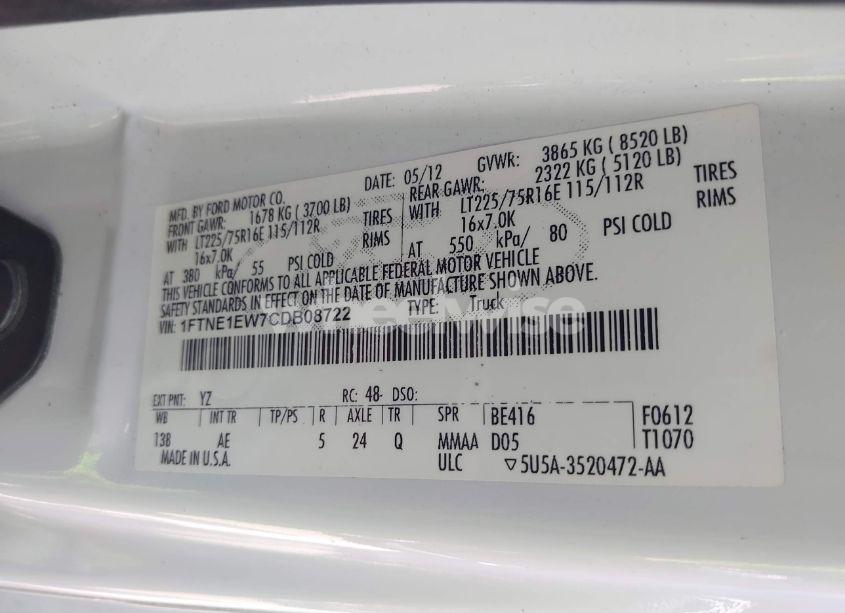 MFD. BY FORD MOTOR CO. DATE: 05/12 GVWR: 3865 KG ( 8520 LB)
FRONT GAWR: 1678 KG ( 3700 LB) REAR GAWR: 2322 KG ( 5120 LB)
WITH LT225/75R16E 115/112R TIRES WITH LT225/75R16E 115/112R TIRES
16x7.0K RIMS 16x7.0K RIMS
AT 380 kPa/ 55 PSI COLD AT 550 kPa/ 80 PSI COLD
THIS VEHICLE CONFORMS TO ALL APPLICABLE FEDERAL MOTOR VEHICLE
SAFETY STANDARDS IN EFFECT ON THE DATE OF MANUFACTURE SHOWN ABOVE.
VIN: 1FTNE1EW7CDB08722 TYPE: Truck
WheelWise
EXT PNT: YZ RC: 48 DSO:
WB INT TR TP/PS R AXLE TR SPR BE416 F0612
138 AE 5 24 Q MMAA D05 T1070
MADE IN U.S.A. ULC ▽5U5A-3520472-AA